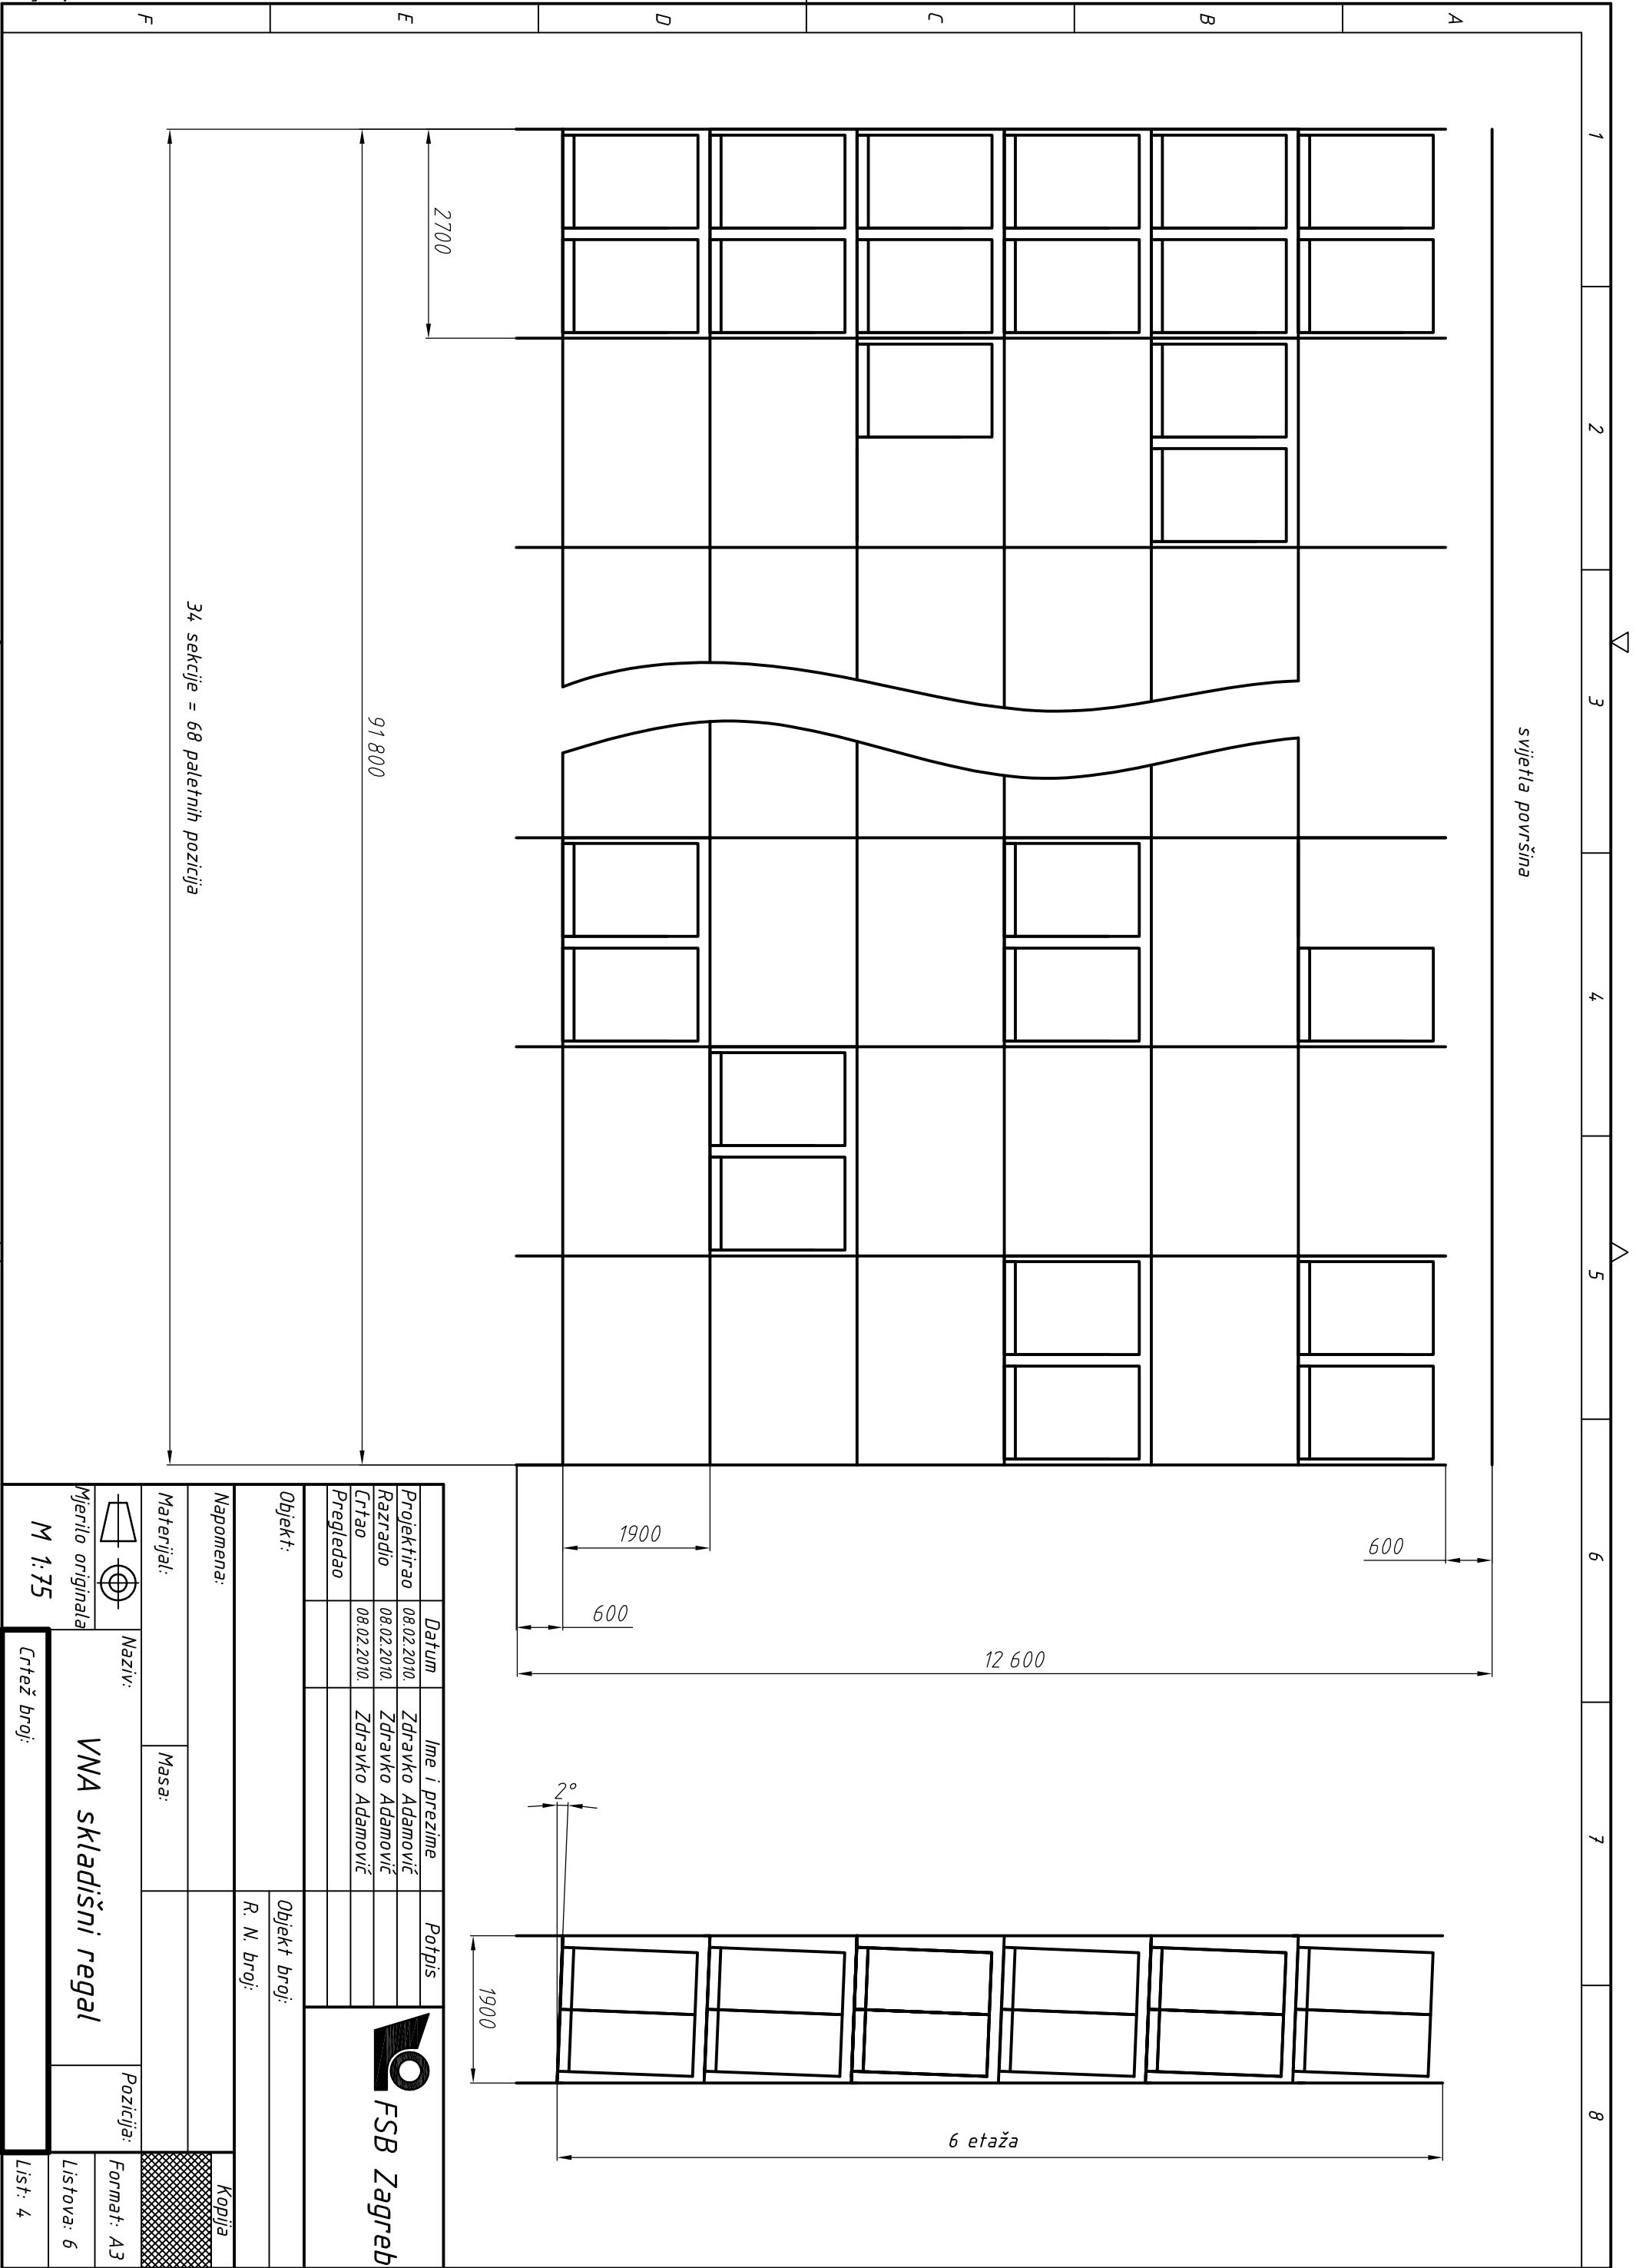 1
2
3
4
5
6
7
8
A
B
C
D
E
F
svijetla površina
2700
91 800
34 sekcije = 68 paletnih pozicija
600
1900
600
12 600
2°
1900
6 etaža
Datum
Ime i prezime
Potpis
Projektirao
08.02.2010.
Zdravko Adamović
Razradio
08.02.2010.
Zdravko Adamović
Crtao
08.02.2010.
Zdravko Adamović
Pregledao
FSB Zagreb
Objekt:
Objekt broj:
R. N. broj:
Napomena:
Kopija
Materijal:
Masa:
Naziv:
VNA skladišni regal
Pozicija:
Format: A3
Mjerilo originala
M 1:75
Listova: 6
Crtež broj:
List: 4